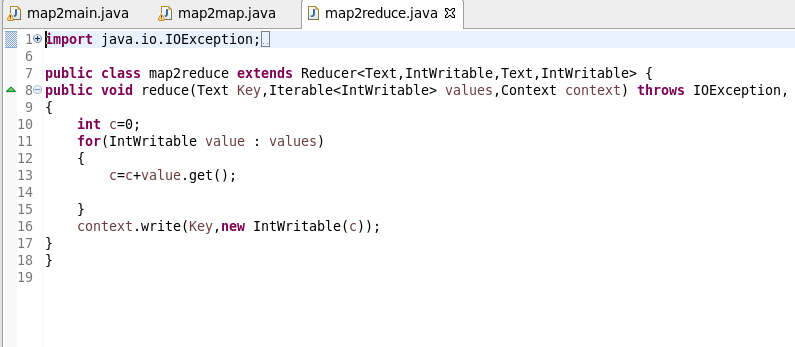 map2main.java map2map.java map2reduce.java
1 import java.io.IOException;
6
7 public class map2reduce extends Reducer<Text,IntWritable,Text,IntWritable> {
8 public void reduce(Text Key,Iterable<IntWritable> values,Context context) throws IOException,
9 {
10     int c=0;
11     for(IntWritable value : values)
12     {
13         c=c+value.get();
14
15     }
16     context.write(Key,new IntWritable(c));
17 }
18 }
19